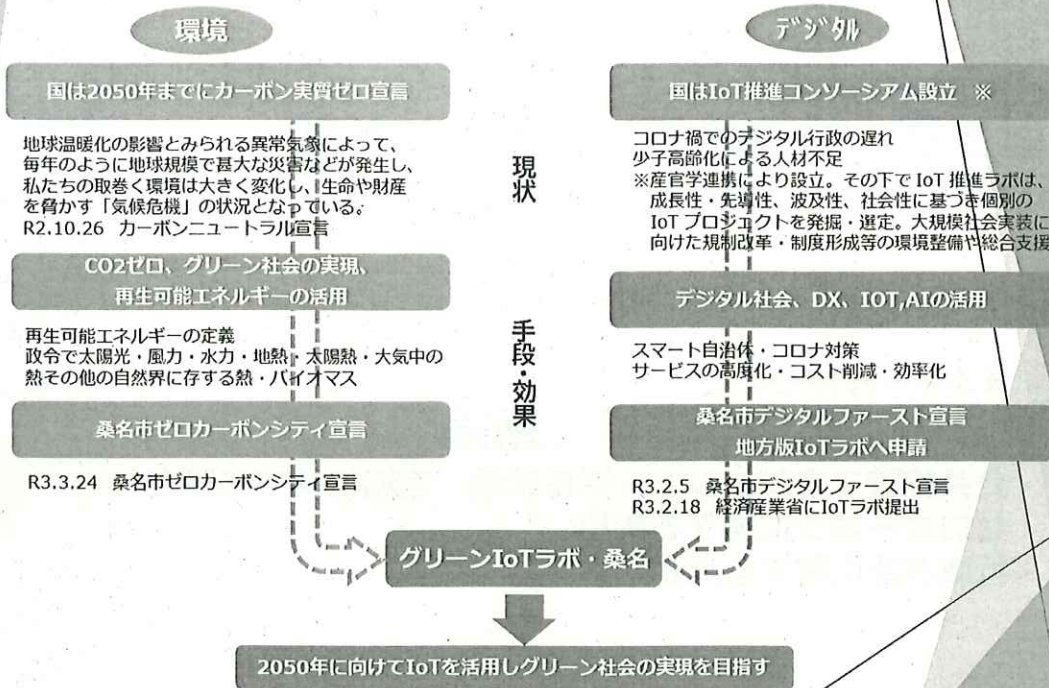 環境
国は2050年までにカーボン実質ゼロ宣言
地球温暖化の影響とみられる異常気象によって、
毎年のように地球規模で甚大な災害などが発生し、
私たちの取巻く環境は大きく変化し、生命や財産
を脅かす「気候危機」の状況となっている。
R2.10.26 カーボンニュートラル宣言
CO2ゼロ、グリーン社会の実現、
再生可能エネルギーの活用
再生可能エネルギーの定義
政令で太陽光・風力・水力・地熱・太陽熱・大気中の
熱その他の自然界に存する熱・バイオマス
桑名市ゼロカーボンシティ宣言
R3.3.24 桑名市ゼロカーボンシティ宣言
現状
手段・効果
デジタル
国はIoT推進コンソーシアム設立 ※
コロナ禍でのデジタル行政の遅れ
少子高齢化による人材不足
※産官学連携により設立。その下で IoT 推進ラボは、
成長性・先導性、波及性、社会性に基づき個別の
IoT プロジェクトを発掘・選定。大規模社会実装に
向けた規制改革・制度形成等の環境整備や総合支援
デジタル社会、DX、IOT,AIの活用
スマート自治体・コロナ対策
サービスの高度化・コスト削減・効率化
桑名市デジタルファースト宣言
地方版IoTラボへ申請
R3.2.5 桑名市デジタルファースト宣言
R3.2.18 経済産業省にIoTラボ提出
グリーンIoTラボ・桑名
2050年に向けてIoTを活用しグリーン社会の実現を目指す